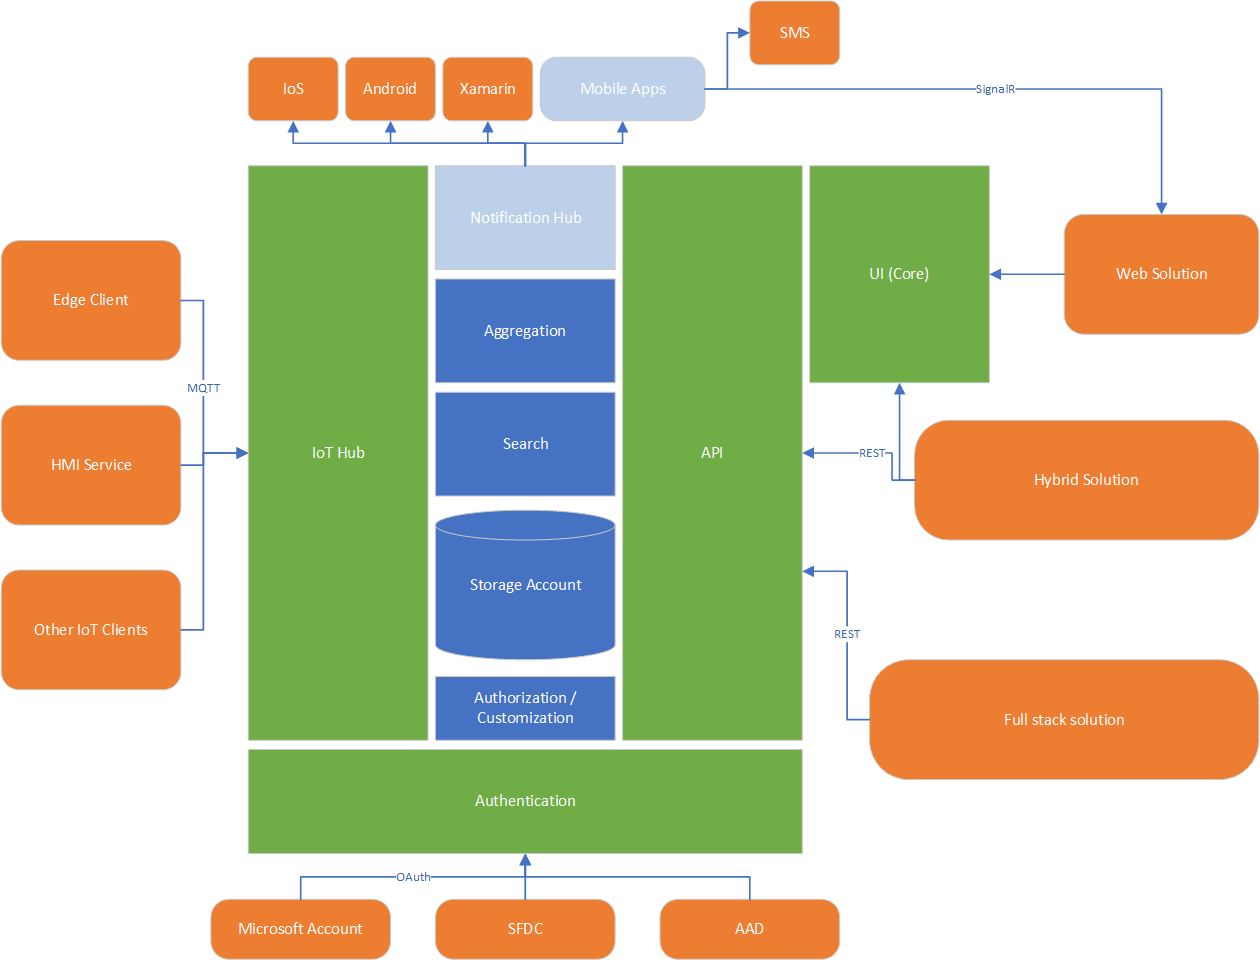 SMS
IoS
Android
Xamarin
Mobile Apps
SignalR
Notification Hub
UI (Core)
Web Solution
Edge Client
Aggregation
MQTT
Search
IoT Hub
API
REST
HMI Service
Hybrid Solution
Storage Account
Other IoT Clients
REST
Authorization /
Customization
Full stack solution
Authentication
OAuth
Microsoft Account
SFDC
AAD